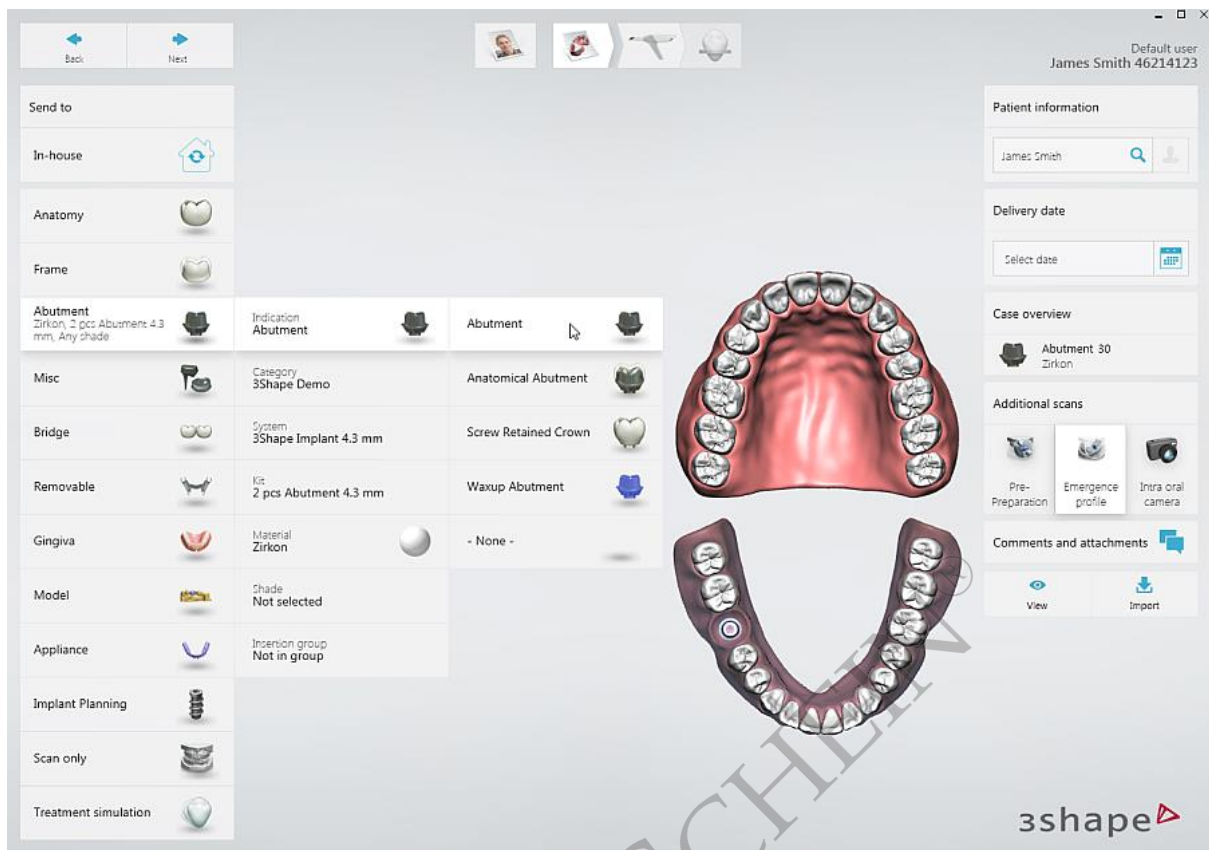 Back
Next
Default user
James Smith 46214123
Send to
In-house
Anatomy
Frame
Abutment
Zirkon, 2 pcs Abutment 4.3
mm, Any shade
Misc
Bridge
Removable
Gingiva
Model
Appliance
Implant Planning
Scan only
Treatment simulation
Indication
Abutment
Category
3Shape Demo
System
3Shape Implant 4.3 mm
Kit
2 pcs Abutment 4.3 mm
Material
Zirkon
Shade
Not selected
Insertion group
Not in group
Abutment
Anatomical Abutment
Screw Retained Crown
Waxup Abutment
- None -
Patient information
James Smith
Delivery date
Select date
Case overview
Abutment 30
Zirkon
Additional scans
Pre-
Preparation
Emergence
profile
Intra oral
camera
Comments and attachments
View
Import
SCHEIN®
3shape